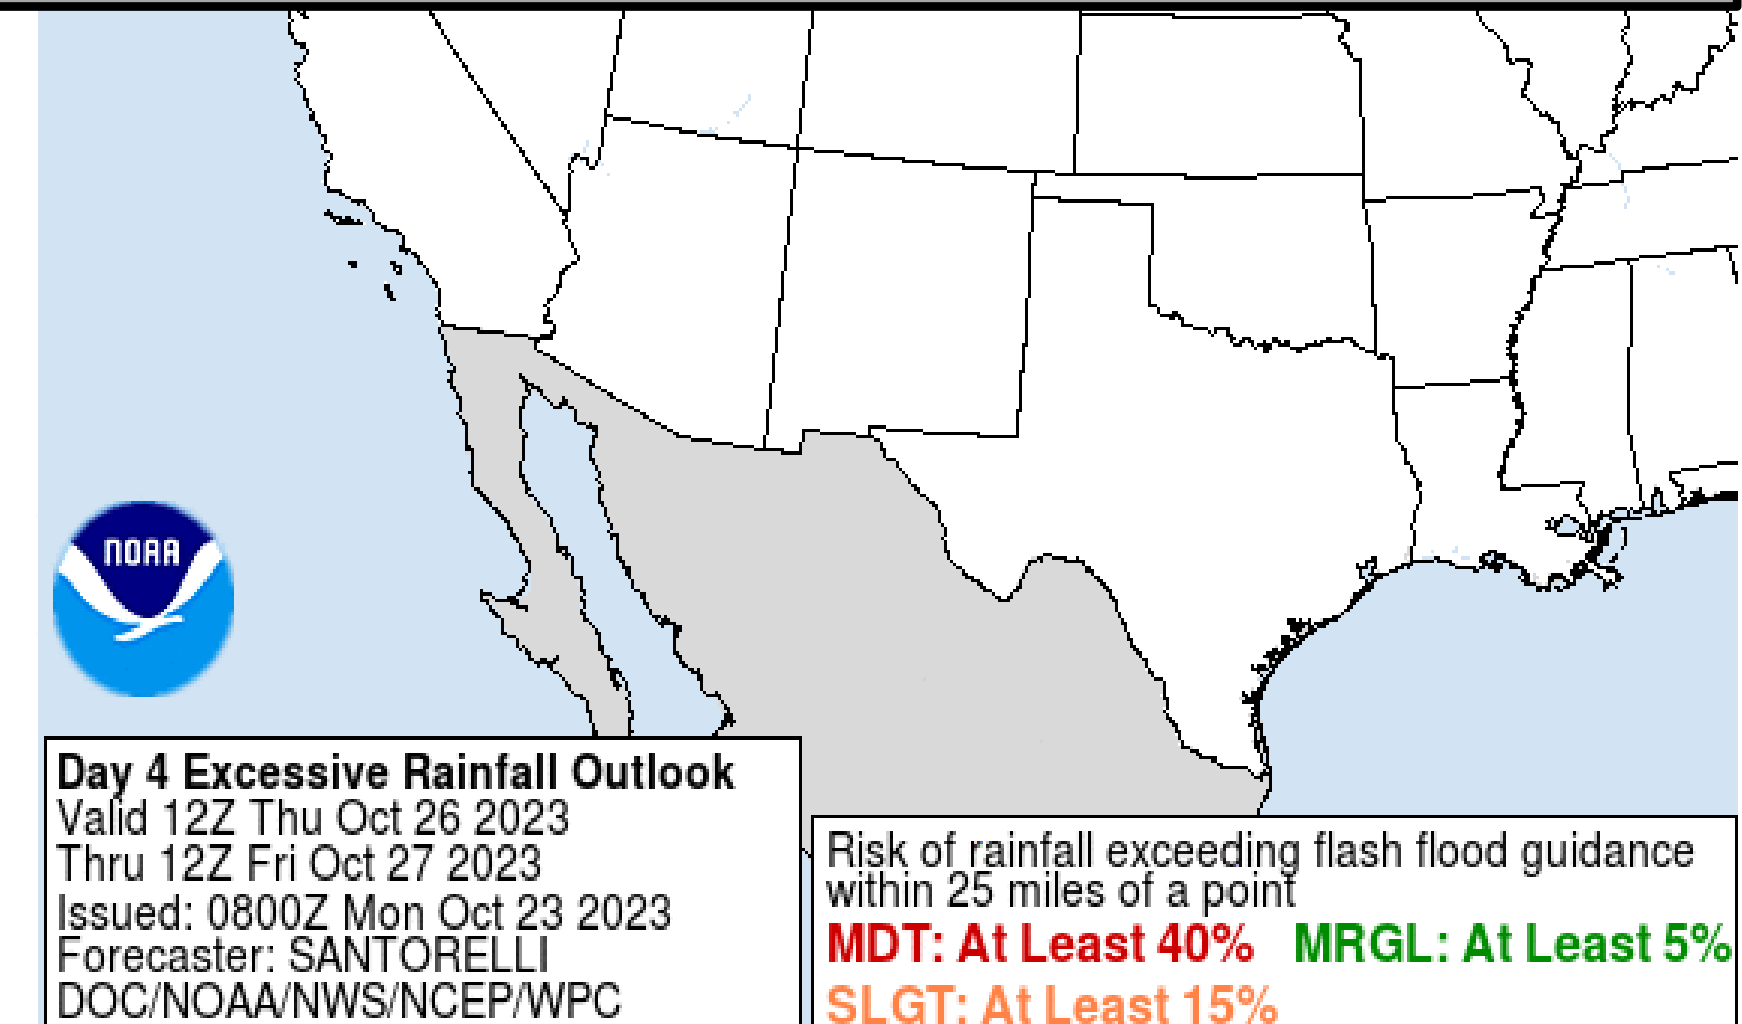 NOAA
Day 4 Excessive Rainfall Outlook
Valid 12Z Thu Oct 26 2023
Thru 12Z Fri Oct 27 2023
Issued: 0800Z Mon Oct 23 2023
Forecaster: SANTORELLI
DOC/NOAA/NWS/NCEP/WPC
Risk of rainfall exceeding flash flood guidance
within 25 miles of a point
MDT: At Least 40% MRGL: At Least 5%
SLGT: At Least 15%